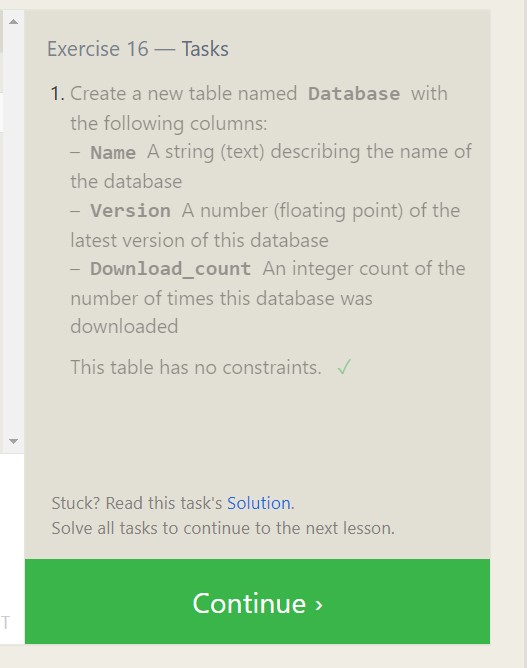 Exercise 16 — Tasks
1. Create a new table named Database with
the following columns:
– Name A string (text) describing the name of
the database
– Version A number (floating point) of the
latest version of this database
– Download_count An integer count of the
number of times this database was
downloaded
This table has no constraints. ✓
Stuck? Read this task's Solution.
Solve all tasks to continue to the next lesson.
Continue ›
T